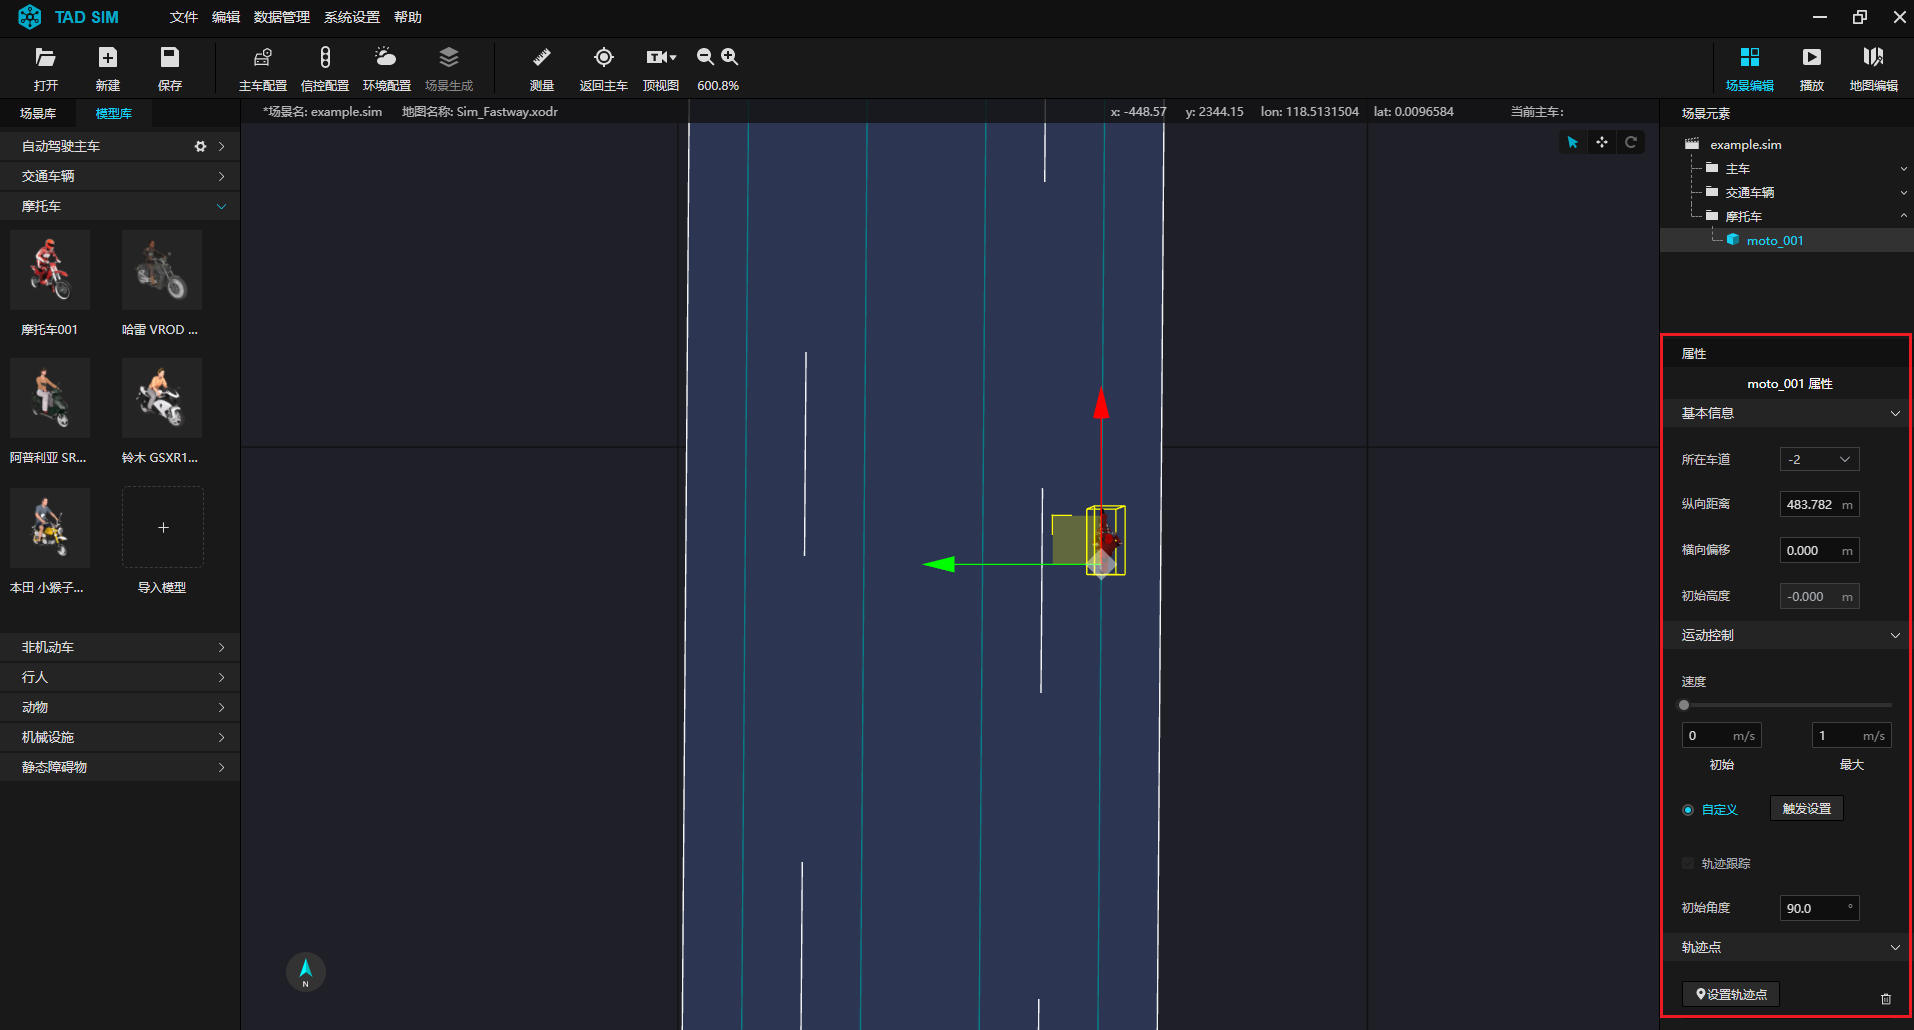 TAD SIM
文件 编辑 数据管理 系统设置 帮助
打开 新建 保存 主车配置 信控配置 环境配置 场景生成 测量 返回主车 顶视图 600.8% 场景编辑 播放 地图编辑
场景库 模型库
*场景名: example.sim 地图名称: Sim_Fastway.xodr x: -448.57 y: 2344.15 lon: 118.5131504 lat: 0.0096584 当前主车:
自动驾驶主车
交通车辆
摩托车
摩托车001 哈雷 VROD ...
阿普利亚 SR... 铃木 GSXR1...
本田 小猴子... 导入模型
非机动车
行人
动物
机械设施
静态障碍物
N
场景元素
example.sim
主车
交通车辆
摩托车
moto_001
属性
moto_001 属性
基本信息
所在车道 -2
纵向距离 483.782 m
横向偏移 0.000 m
初始高度 -0.000 m
运动控制
速度
0 m/s 1 m/s
初始 最大
自定义 触发设置
轨迹跟踪
初始角度 90.0 °
轨迹点
设置轨迹点